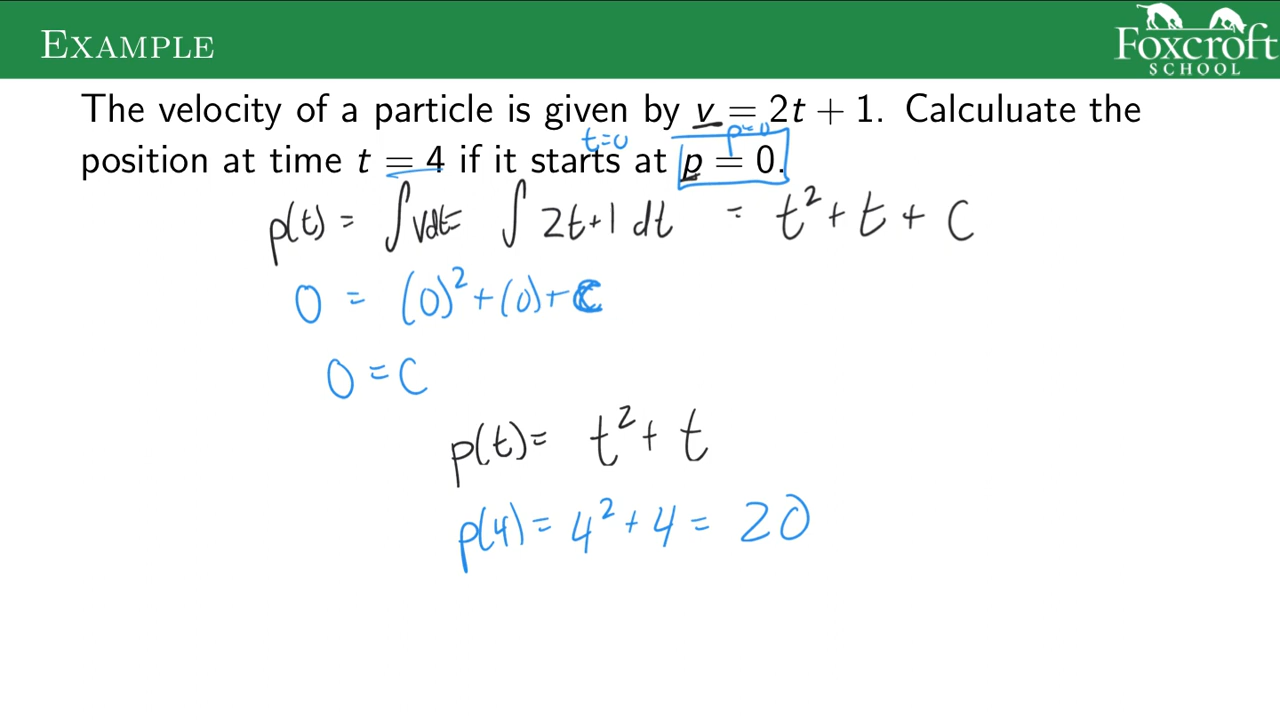 EXAMPLE
Foxcroft
SCHOOL
The velocity of a particle is given by v = 2t + 1. Calculuate the
p=0
t=0
position at time t = 4 if it starts at p = 0.
p(t) = ∫vdt = ∫ 2t+1 dt = t² + t + C
0 = (0)² + (0) + C
0 = C
p(t) = t² + t
p(4) = 4² + 4 = 20